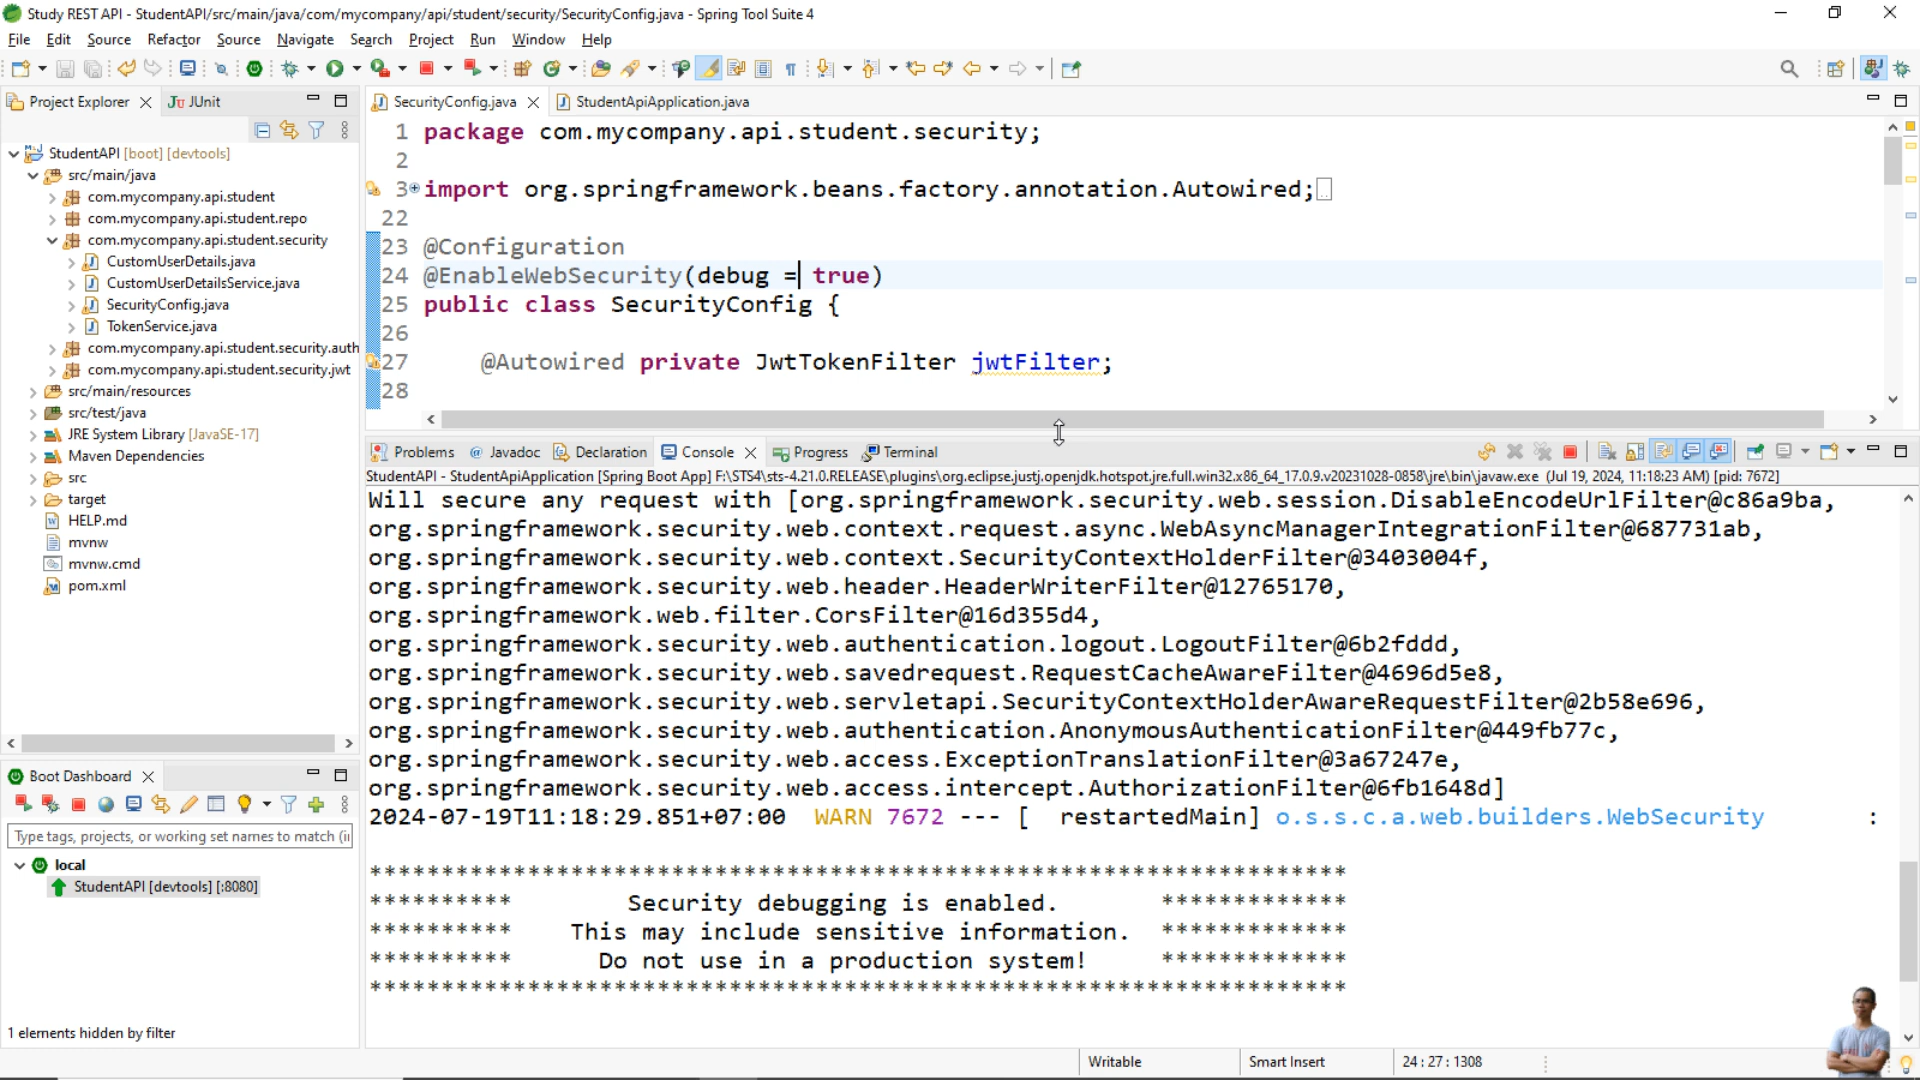 Study REST API - StudentAPI/src/main/java/com/mycompany/api/student/security/SecurityConfig.java - Spring Tool Suite 4
File Edit Source Refactor Source Navigate Search Project Run Window Help
Project Explorer
JUnit
StudentAPI [boot] [devtools]
src/main/java
com.mycompany.api.student
com.mycompany.api.student.repo
com.mycompany.api.student.security
CustomUserDetails.java
CustomUserDetailsService.java
SecurityConfig.java
TokenService.java
com.mycompany.api.student.security.auth
com.mycompany.api.student.security.jwt
src/main/resources
src/test/java
JRE System Library [JavaSE-17]
Maven Dependencies
src
target
HELP.md
mvnw
mvnw.cmd
pom.xml
Boot Dashboard
Type tags, projects, or working set names to match (i
local
StudentAPI [devtools] [:8080]
1 elements hidden by filter
SecurityConfig.java StudentApiApplication.java
1 package com.mycompany.api.student.security;
2
3 import org.springframework.beans.factory.annotation.Autowired;
22
23 @Configuration
24 @EnableWebSecurity(debug = true)
25 public class SecurityConfig {
26
27 @Autowired private JwtTokenFilter jwtFilter;
28
Problems Javadoc Declaration Console Progress Terminal
StudentAPI - StudentApiApplication [Spring Boot App] F:\STS4\sts-4.21.0.RELEASE\plugins\org.eclipse.justj.openjdk.hotspot.jre.full.win32.x86_64_17.0.9.v20231028-0858\jre\bin\javaw.exe (Jul 19, 2024, 11:18:23 AM) [pid: 7672]
Will secure any request with [org.springframework.security.web.session.DisableEncodeUrlFilter@c86a9ba,
org.springframework.security.web.context.request.async.WebAsyncManagerIntegrationFilter@687731ab,
org.springframework.security.web.context.SecurityContextHolderFilter@3403004f,
org.springframework.security.web.header.HeaderWriterFilter@12765170,
org.springframework.web.filter.CorsFilter@16d355d4,
org.springframework.security.web.authentication.logout.LogoutFilter@6b2fddd,
org.springframework.security.web.savedrequest.RequestCacheAwareFilter@4696d5e8,
org.springframework.security.web.servletapi.SecurityContextHolderAwareRequestFilter@2b58e696,
org.springframework.security.web.authentication.AnonymousAuthenticationFilter@449fb77c,
org.springframework.security.web.access.ExceptionTranslationFilter@3a67247e,
org.springframework.security.web.access.intercept.AuthorizationFilter@6fb1648d]
2024-07-19T11:18:29.851+07:00 WARN 7672 --- [ restartedMain] o.s.s.c.a.web.builders.WebSecurity :
********************************************************************
********** Security debugging is enabled. *************
********** This may include sensitive information. *************
********** Do not use in a production system! *************
********************************************************************
Writable Smart Insert 24 : 27 : 1308